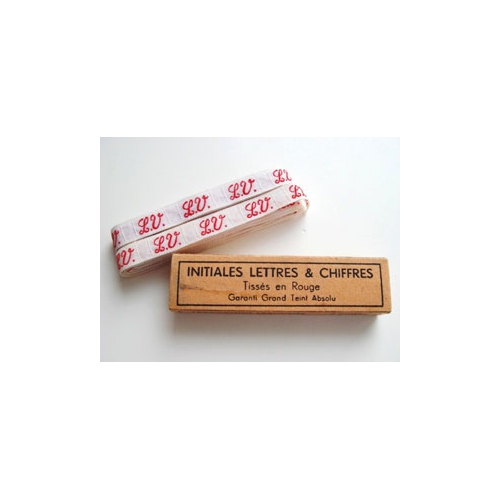 L.V. L.V. L.V. L.V.
L.V. L.V. L.V. L.V.
INITIALES LETTRES & CHIFFRES
Tissés en Rouge
Garanti Grand Teint Absolu